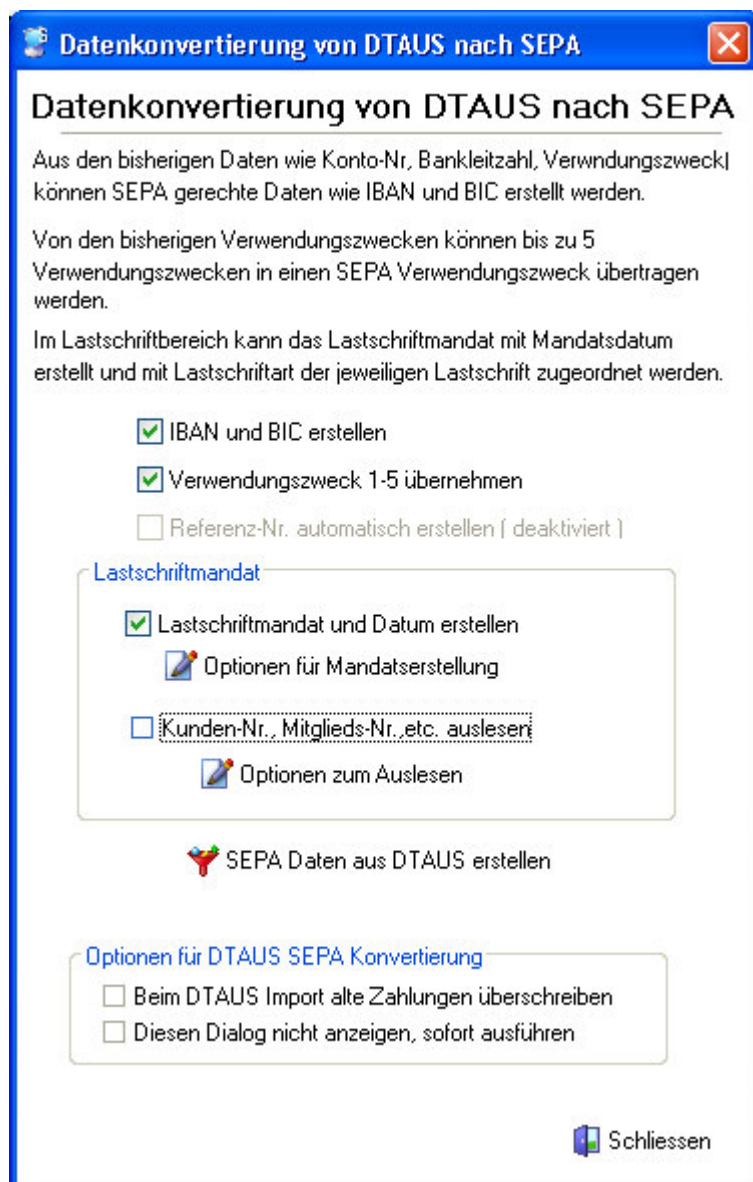 Datenkonvertierung von DTAUS nach SEPA
Datenkonvertierung von DTAUS nach SEPA
Aus den bisherigen Daten wie Konto-Nr, Bankleitzahl, Verwndungszweck
können SEPA gerechte Daten wie IBAN und BIC erstellt werden.
Von den bisherigen Verwendungszwecken können bis zu 5
Verwendungszwecken in einen SEPA Verwendungszweck übertragen
werden.
Im Lastschriftbereich kann das Lastschriftmandat mit Mandatsdatum
erstellt und mit Lastschriftart der jeweiligen Lastschrift zugeordnet werden.
IBAN und BIC erstellen
Verwendungszweck 1-5 übernehmen
Referenz-Nr. automatisch erstellen ( deaktiviert )
Lastschriftmandat
Lastschriftmandat und Datum erstellen
Optionen für Mandatserstellung
Kunden-Nr., Mitglieds-Nr.,etc. auslesen
Optionen zum Auslesen
SEPA Daten aus DTAUS erstellen
Optionen für DTAUS SEPA Konvertierung
Beim DTAUS Import alte Zahlungen überschreiben
Diesen Dialog nicht anzeigen, sofort ausführen
Schliessen